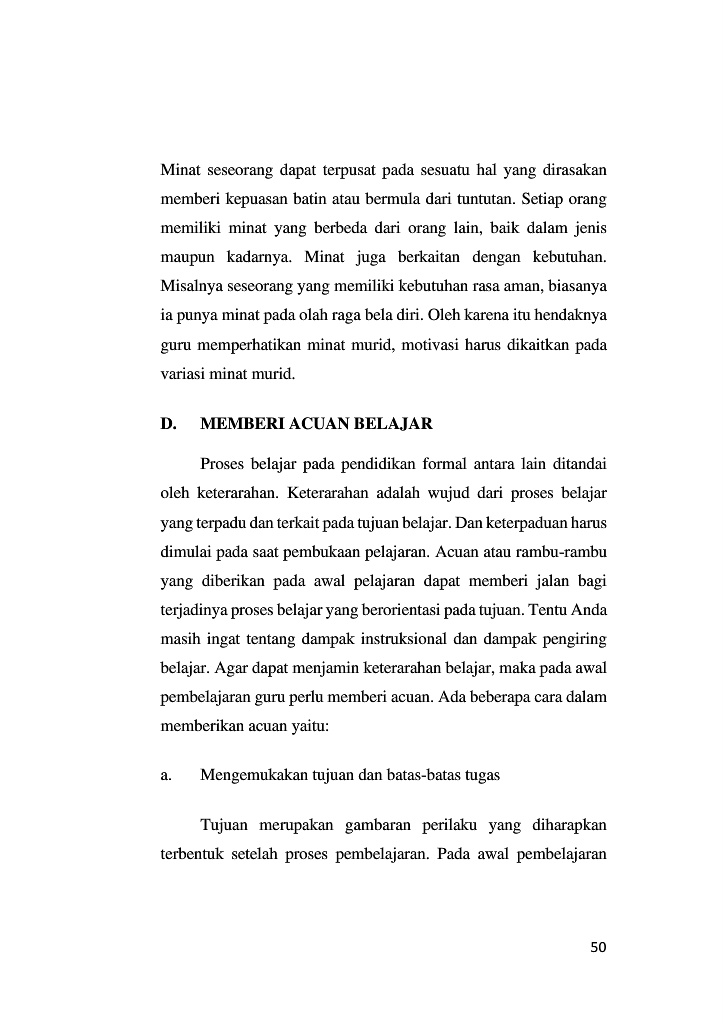 Minat seseorang dapat terpusat pada sesuatu hal yang dirasakan
memberi kepuasan batin atau bermula dari tuntutan. Setiap orang
memiliki minat yang berbeda dari orang lain, baik dalam jenis
maupun kadarnya. Minat juga berkaitan dengan kebutuhan.
Misalnya seseorang yang memiliki kebutuhan rasa aman, biasanya
ia punya minat pada olah raga bela diri. Oleh karena itu hendaknya
guru memperhatikan minat murid, motivasi harus dikaitkan pada
variasi minat murid.
D. MEMBERI ACUAN BELAJAR
Proses belajar pada pendidikan formal antara lain ditandai
oleh keterarahan. Keterarahan adalah wujud dari proses belajar
yang terpadu dan terkait pada tujuan belajar. Dan keterpaduan harus
dimulai pada saat pembukaan pelajaran. Acuan atau rambu-rambu
yang diberikan pada awal pelajaran dapat memberi jalan bagi
terjadinya proses belajar yang berorientasi pada tujuan. Tentu Anda
masih ingat tentang dampak instruksional dan dampak pengiring
belajar. Agar dapat menjamin keterarahan belajar, maka pada awal
pembelajaran guru perlu memberi acuan. Ada beberapa cara dalam
memberikan acuan yaitu:
a. Mengemukakan tujuan dan batas-batas tugas
Tujuan merupakan gambaran perilaku yang diharapkan
terbentuk setelah proses pembelajaran. Pada awal pembelajaran
50